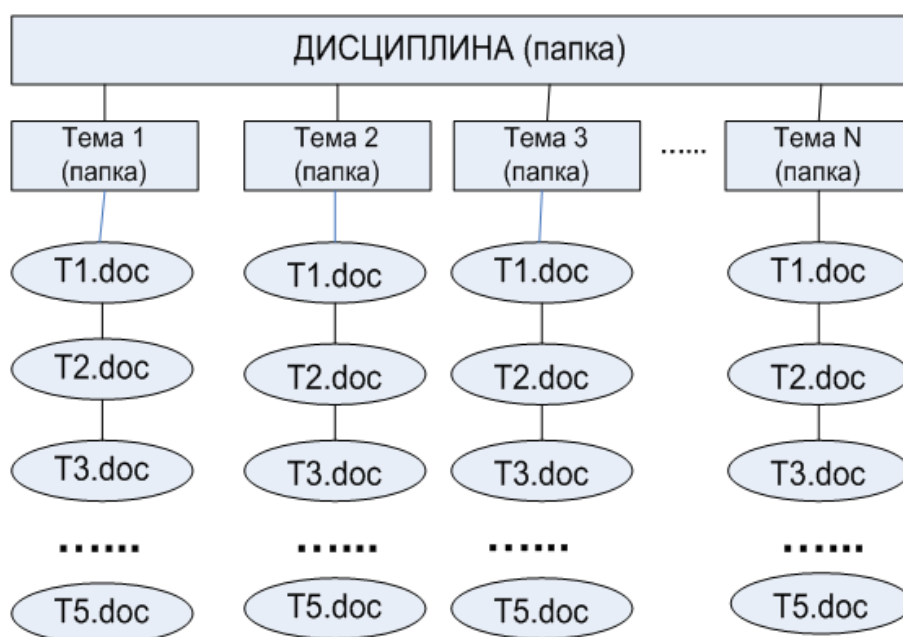 ДИСЦИПЛИНА (папка)
Тема 1
(папка)
Тема 2
(папка)
Тема 3
(папка)
......
Тема N
(папка)
T1.doc
T1.doc
T1.doc
T1.doc
T2.doc
T2.doc
T2.doc
T2.doc
T3.doc
T3.doc
T3.doc
T3.doc
......
......
......
......
T5.doc
T5.doc
T5.doc
T5.doc